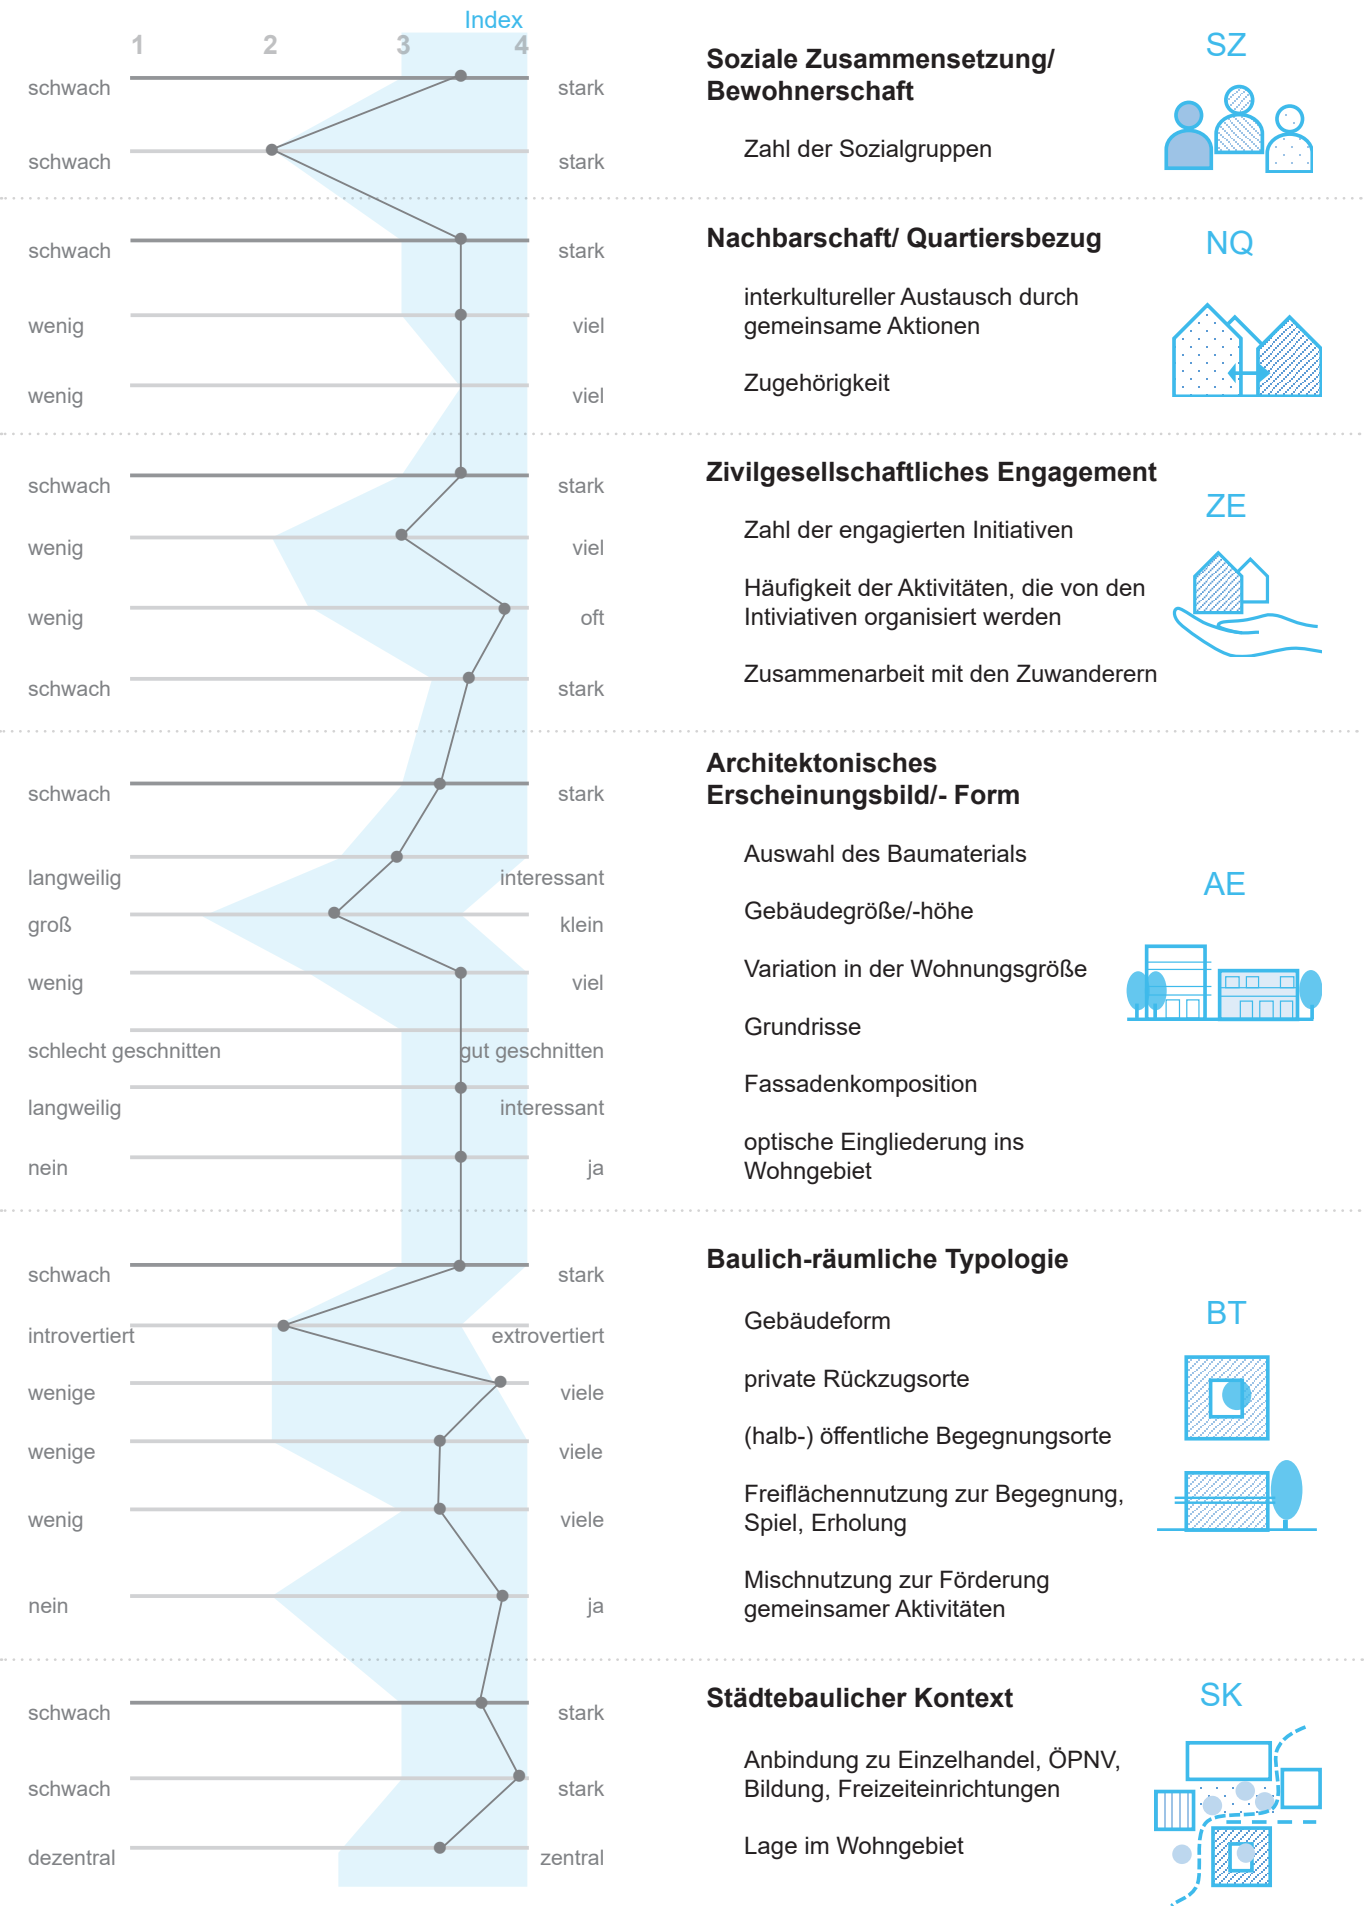 Index
1 2 3 4
Soziale Zusammensetzung/
Bewohnerschaft
SZ
schwach stark
Zahl der Sozialgruppen
schwach stark
Nachbarschaft/ Quartiersbezug
NQ
schwach stark
interkultureller Austausch durch
gemeinsame Aktionen
wenig viel
Zugehörigkeit
wenig viel
Zivilgesellschaftliches Engagement
ZE
schwach stark
Zahl der engagierten Initiativen
wenig viel
Häufigkeit der Aktivitäten, die von den
Intiviativen organisiert werden
wenig oft
Zusammenarbeit mit den Zuwanderern
schwach stark
Architektonisches
Erscheinungsbild/- Form
schwach stark
Auswahl des Baumaterials
AE
langweilig interessant
Gebäudegröße/-höhe
groß klein
Variation in der Wohnungsgröße
wenig viel
Grundrisse
schlecht geschnitten gut geschnitten
Fassadenkomposition
langweilig interessant
optische Eingliederung ins
Wohngebiet
nein ja
Baulich-räumliche Typologie
schwach stark
BT
Gebäudeform
introvertiert extrovertiert
private Rückzugsorte
wenige viele
(halb-) öffentliche Begegnungsorte
wenige viele
Freiflächennutzung zur Begegnung,
Spiel, Erholung
wenig viele
Mischnutzung zur Förderung
gemeinsamer Aktivitäten
nein ja
Städtebaulicher Kontext
SK
schwach stark
Anbindung zu Einzelhandel, ÖPNV,
Bildung, Freizeiteinrichtungen
schwach stark
Lage im Wohngebiet
dezentral zentral